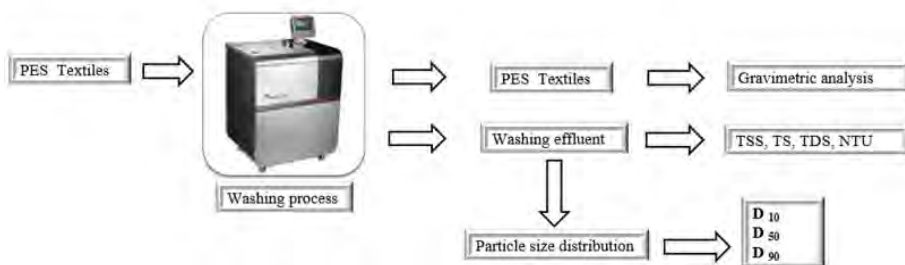 PES Textiles
PES Textiles
Gravimetric analysis
Washing effluent
TSS, TS, TDS, NTU
Washing process
Particle size distribution
D 10
D 50
D 90